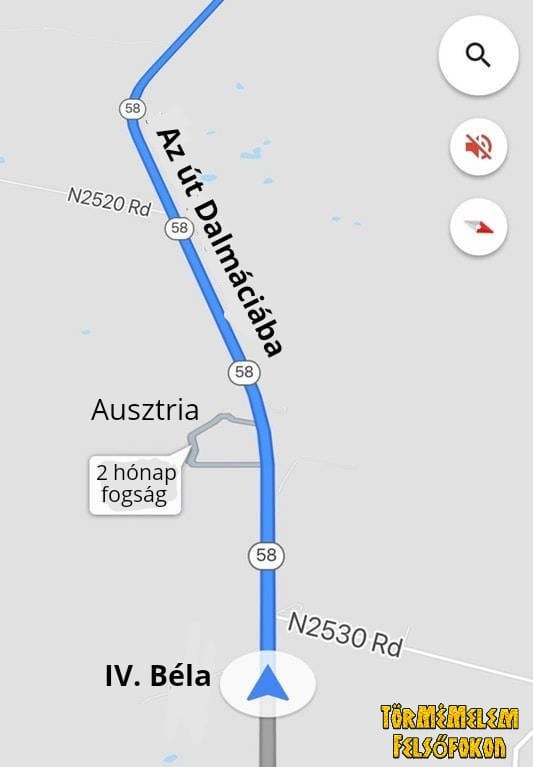 58
Az út Dalmáciába
N2520 Rd
58
58
Ausztria
2 hónap
fogság
58
N2530 Rd
IV. Béla
TörMéMelem
Felsőfokon